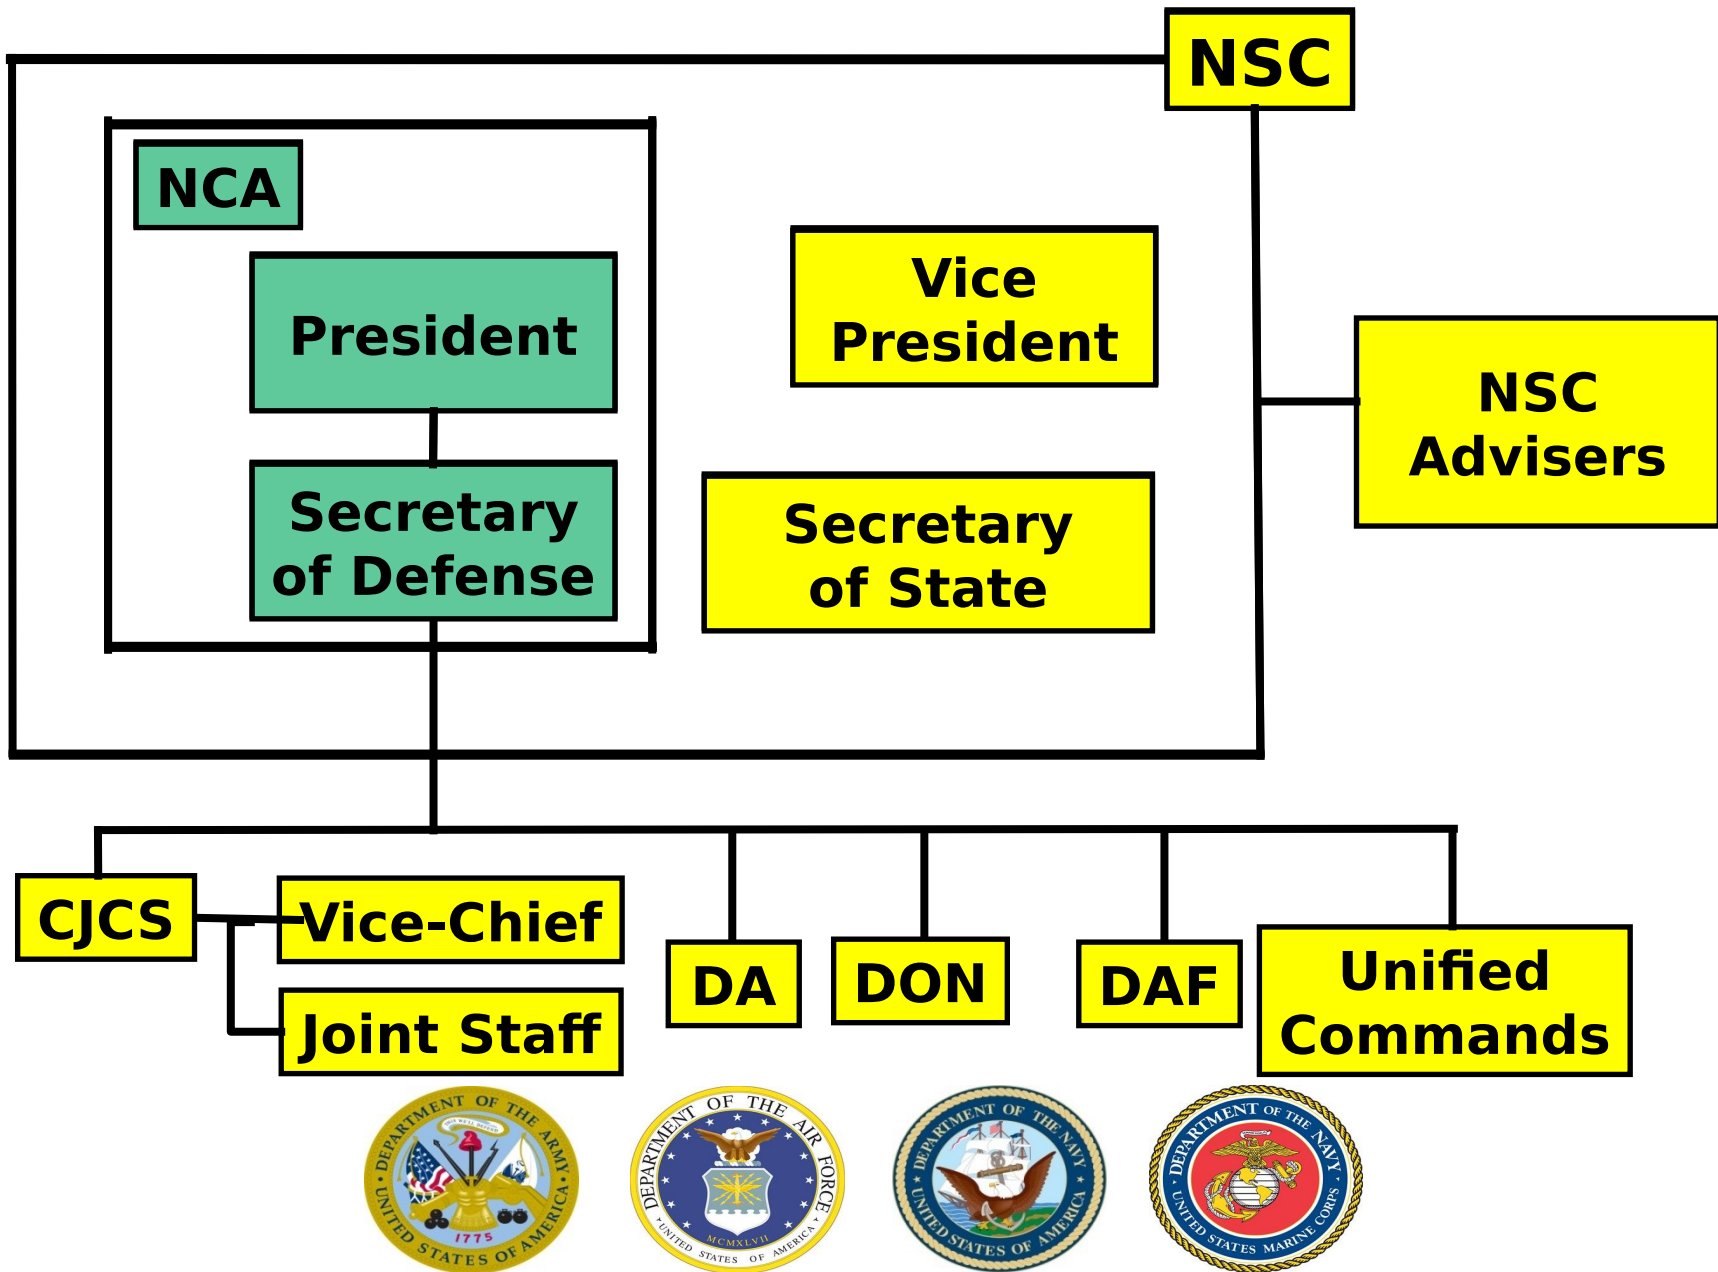 NSC
NCA
President
Vice
President
NSC
Advisers
Secretary
of Defense
Secretary
of State
CJCS
Vice-Chief
Joint Staff
DA
DON
DAF
Unified
Commands
DEPARTMENT OF THE ARMY
UNITED STATES OF AMERICA
1775
DEPARTMENT OF THE AIR FORCE
UNITED STATES OF AMERICA
MCMXLVII
DEPARTMENT OF THE NAVY
UNITED STATES OF AMERICA
DEPARTMENT OF THE NAVY
UNITED STATES MARINE CORPS